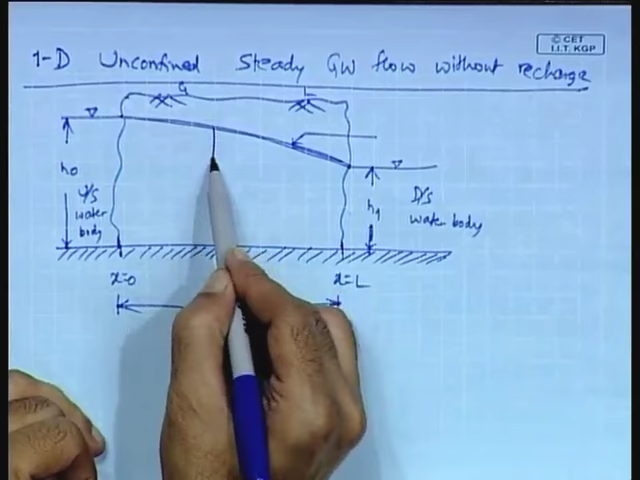 © CET
I.I.T. KGP
1-D Unconfined Steady GW flow without recharge
G L
h0
U/S
water
body
h1
D/S
water body
x=0
x=L